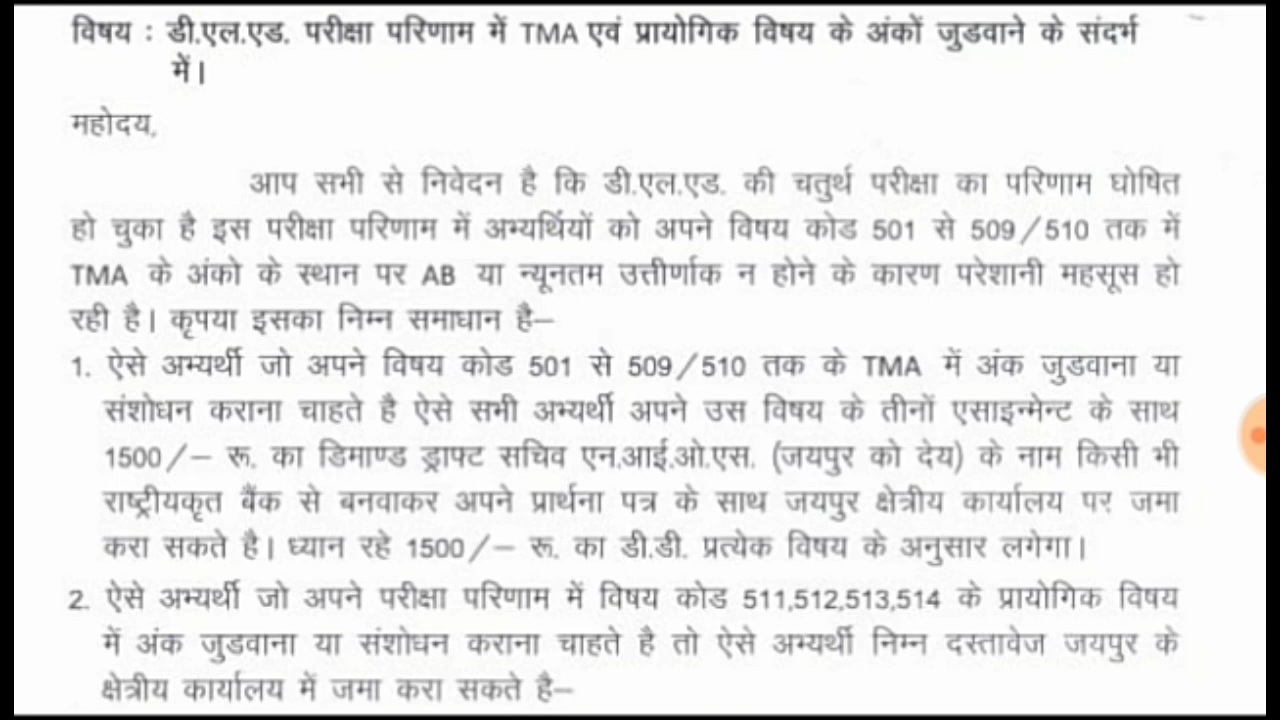 विषय : डी.एल.एड. परीक्षा परिणाम में TMA एवं प्रायोगिक विषय के अंकों जुडवाने के संदर्भ
में।
महोदय,
आप सभी से निवेदन है कि डी.एल.एड. की चतुर्थ परीक्षा का परिणाम घोषित
हो चुका है इस परीक्षा परिणाम में अभ्यर्थियों को अपने विषय कोड 501 से 509/510 तक में
TMA के अंको के स्थान पर AB या न्यूनतम उत्तीर्णाक न होने के कारण परेशानी महसूस हो
रही है। कृपया इसका निम्न समाधान है–
1. ऐसे अभ्यर्थी जो अपने विषय कोड 501 से 509/510 तक के TMA में अंक जुडवाना या
संशोधन कराना चाहते है ऐसे सभी अभ्यर्थी अपने उस विषय के तीनों एसाइन्मेन्ट के साथ
1500/– रू. का डिमाण्ड ड्राफ्ट सचिव एन.आई.ओ.एस. (जयपुर को देय) के नाम किसी भी
राष्ट्रीयकृत बैंक से बनवाकर अपने प्रार्थना पत्र के साथ जयपुर क्षेत्रीय कार्यालय पर जमा
करा सकते है। ध्यान रहे 1500/– रू. का डी.डी. प्रत्येक विषय के अनुसार लगेगा।
2. ऐसे अभ्यर्थी जो अपने परीक्षा परिणाम में विषय कोड 511,512,513,514 के प्रायोगिक विषय
में अंक जुडवाना या संशोधन कराना चाहते है तो ऐसे अभ्यर्थी निम्न दस्तावेज जयपुर के
क्षेत्रीय कार्यालय में जमा करा सकते है–